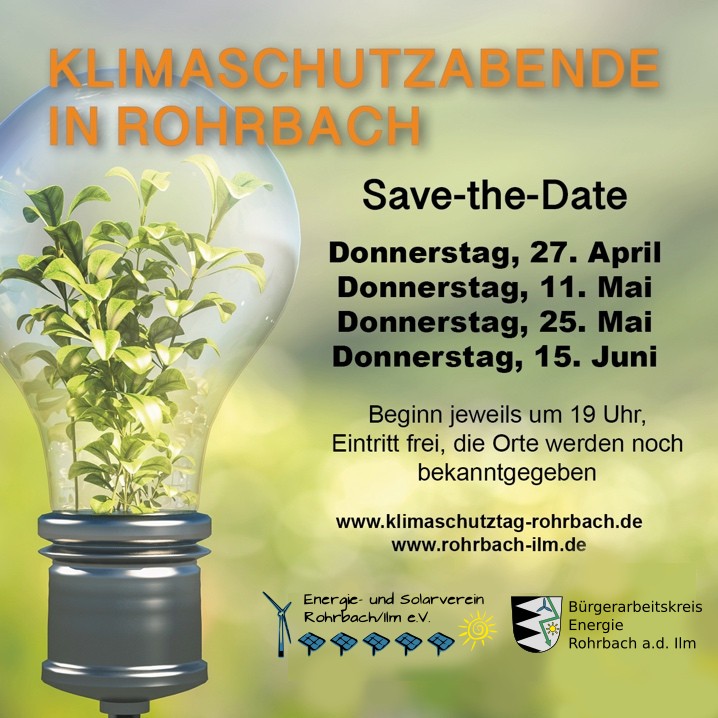 KLIMASCHUTZABENDE
IN ROHRBACH
Save-the-Date
Donnerstag, 27. April
Donnerstag, 11. Mai
Donnerstag, 25. Mai
Donnerstag, 15. Juni
Beginn jeweils um 19 Uhr,
Eintritt frei, die Orte werden noch
bekanntgegeben
www.klimaschutztag-rohrbach.de
www.rohrbach-ilm.de
Energie- und Solarverein
Rohrbach/Ilm e.V.
Bürgerarbeitskreis
Energie
Rohrbach a.d. Ilm